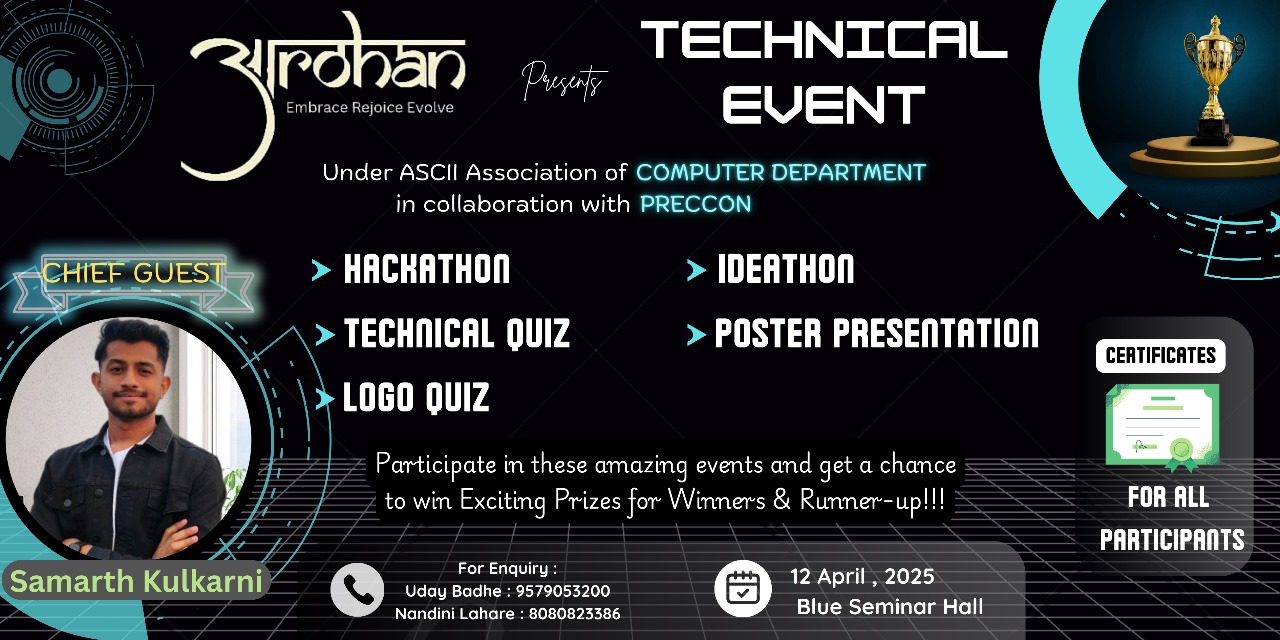 आरohan
Embrace Rejoice Evolve
Presents
TECHNICAL
EVENT
Under ASCII Association of COMPUTER DEPARTMENT
in collaboration with PRECCON
CHIEF GUEST
Samarth Kulkarni
HACKATHON
IDEATHON
TECHNICAL QUIZ
POSTER PRESENTATION
LOGO QUIZ
Participate in these amazing events and get a chance
to win Exciting Prizes for Winners & Runner-up!!!
CERTIFICATES
FOR ALL
PARTICIPANTS
For Enquiry :
Uday Badhe : 9579053200
Nandini Lahare : 8080823386
12 April , 2025
Blue Seminar Hall